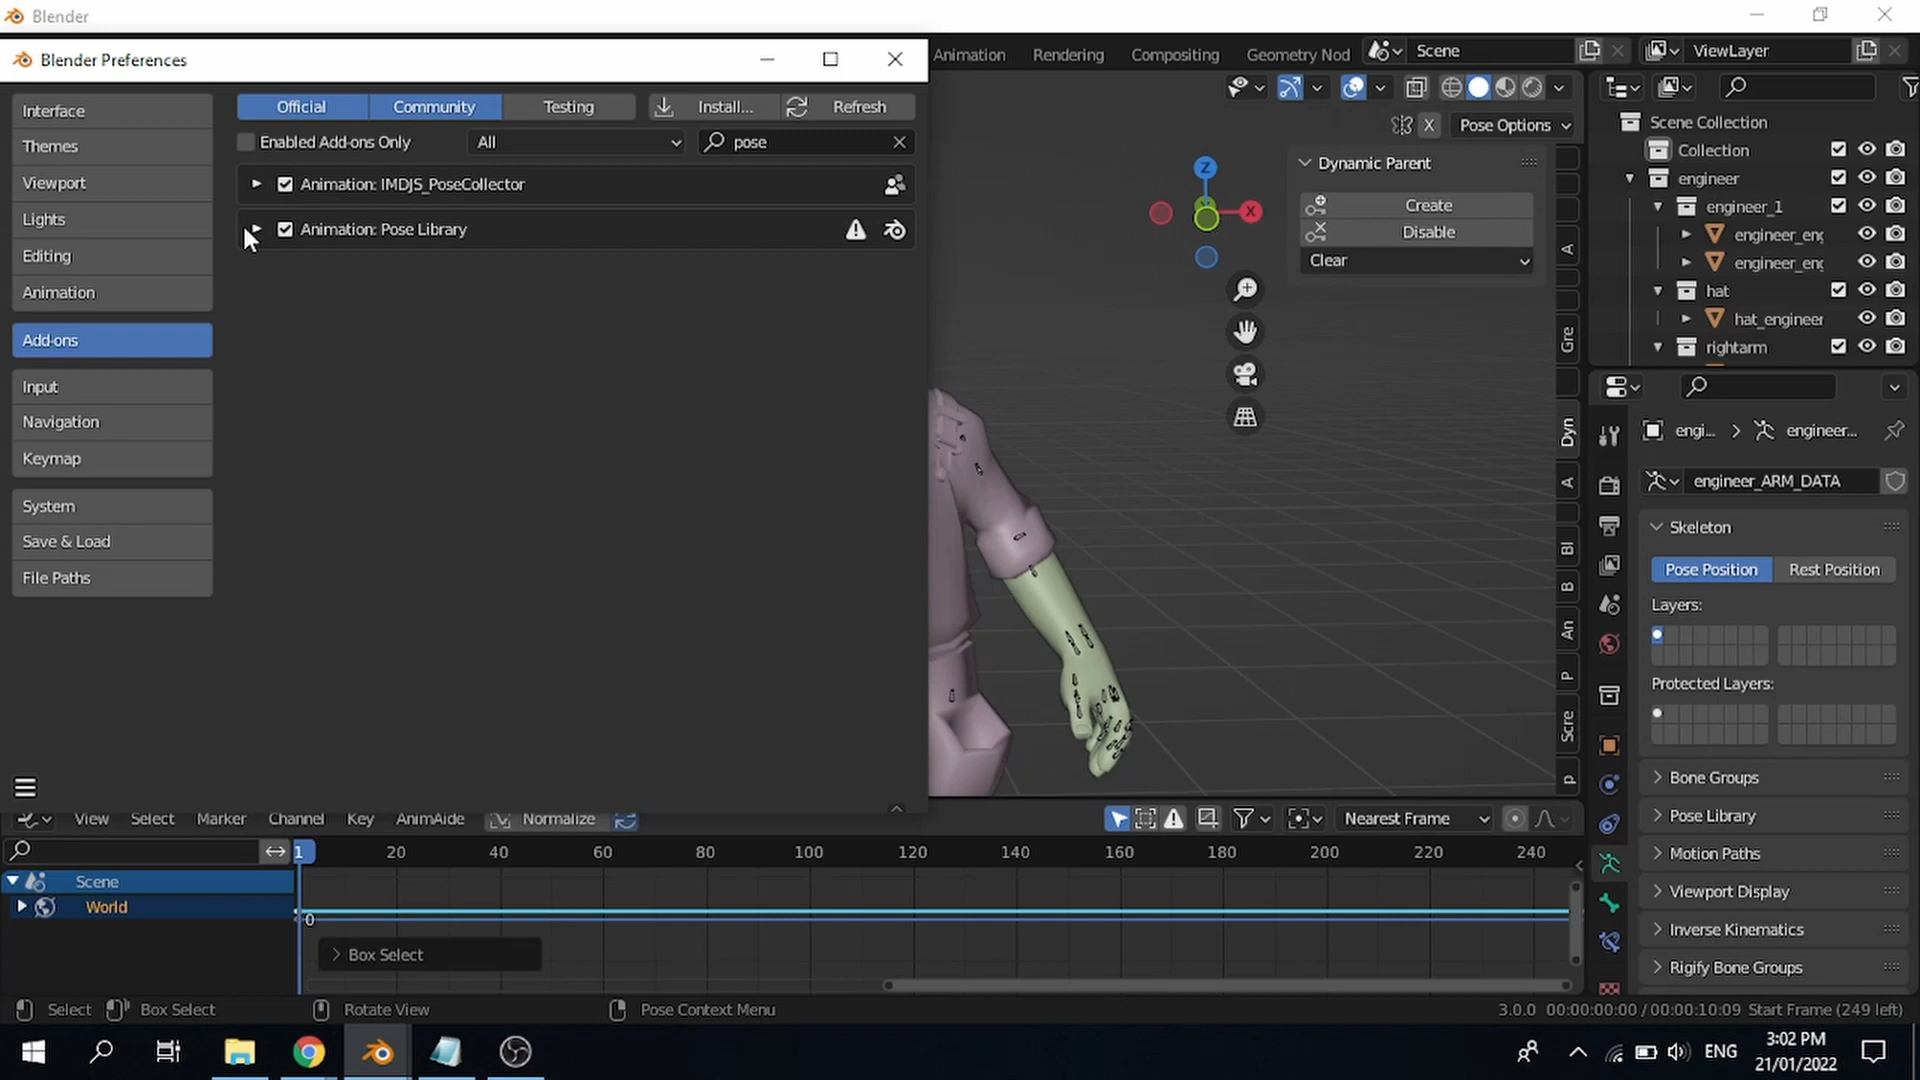 Blender
Blender Preferences
Animation
Rendering
Compositing
Geometry Nod
Scene
ViewLayer
Interface
Themes
Viewport
Lights
Editing
Animation
Add-ons
Input
Navigation
Keymap
System
Save & Load
File Paths
Official
Community
Testing
Install...
Refresh
Enabled Add-ons Only
All
pose
Animation: IMDJS_PoseCollector
Animation: Pose Library
X
Pose Options
Z
X
Dynamic Parent
Create
Disable
Clear
A
Gre
Dyn
A
Bl
B
An
P
Scre
p
Scene Collection
Collection
engineer
engineer_1
engineer_eng
engineer_eng
hat
hat_engineer
rightarm
engi...
engineer...
engineer_ARM_DATA
Skeleton
Pose Position
Rest Position
Layers:
Protected Layers:
Bone Groups
Pose Library
Motion Paths
Viewport Display
Inverse Kinematics
Rigify Bone Groups
View
Select
Marker
Channel
Key
AnimAide
Normalize
Nearest Frame
1
20
40
60
80
100
120
140
160
180
200
220
240
Scene
World
0
Box Select
Select
Box Select
Rotate View
Pose Context Menu
3.0.0
00:00:00:00 / 00:00:10:09
Start Frame (249 left)
ENG
3:02 PM
21/01/2022